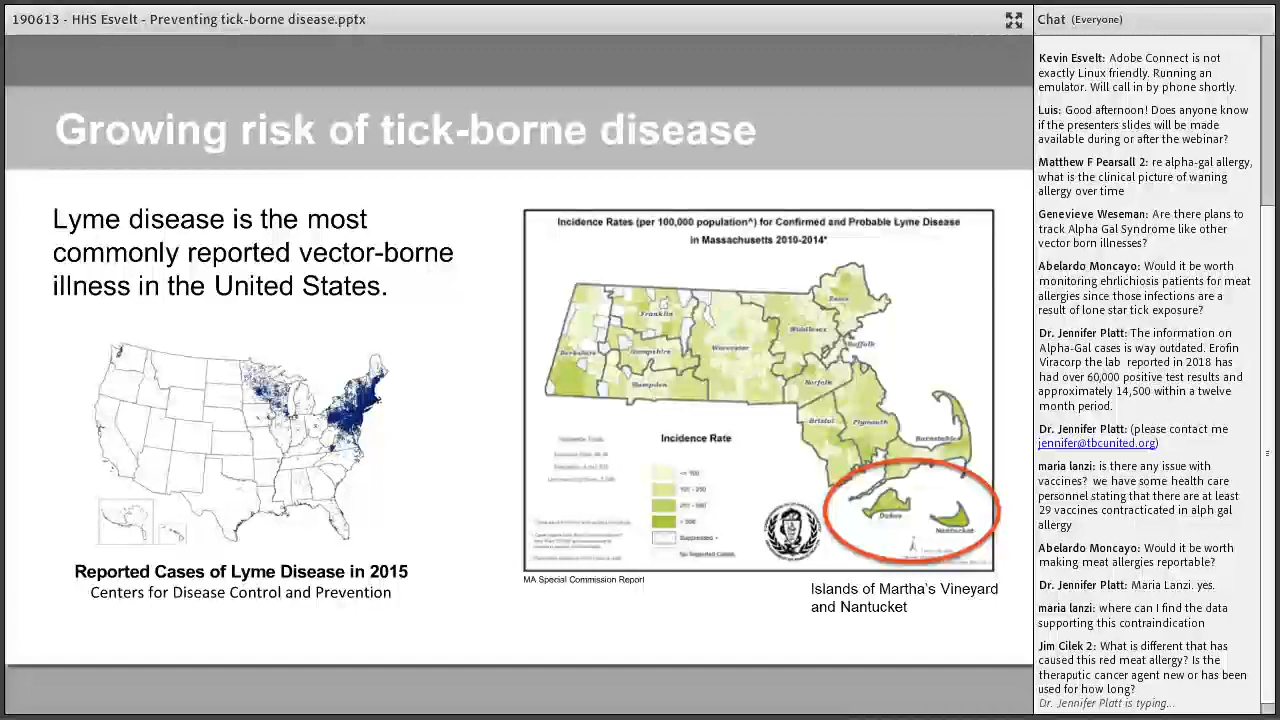 190613 - HHS Esvelt - Preventing tick-borne disease.pptx
Growing risk of tick-borne disease
Lyme disease is the most
commonly reported vector-borne
illness in the United States.
Reported Cases of Lyme Disease in 2015
Centers for Disease Control and Prevention
Incidence Rates (per 100,000 population^) for Confirmed and Probable Lyme Disease
in Massachusetts 2010-2014*
Essex
Franklin
Middlesex
Suffolk
Berkshire
Hampshire
Worcester
Hampden
Norfolk
Bristol
Plymouth
Barnstable
Dukes
Nantucket
Incidence Rate
Suppressed +
No Reported Cases
MA Special Commission Report
Islands of Martha's Vineyard
and Nantucket
Chat (Everyone)
Kevin Esvelt: Adobe Connect is not
exactly Linux friendly. Running an
emulator. Will call in by phone shortly.
Luis: Good afternoon! Does anyone know
if the presenters slides will be made
available during or after the webinar?
Matthew F Pearsall 2: re alpha-gal allergy,
what is the clinical picture of waning
allergy over time
Genevieve Wasseman: Are there plans to
track Alpha Gal Syndrome like other
vector born illnesses?
Abelardo Moncayo: Would it be worth
monitoring ehrlichiosis patients for meat
allergies since those infections are a
result of lone star tick exposure?
Dr. Jennifer Platt: The information on
Alpha-Gal cases is way outdated. Erofin
/Viracop the lab reported in 2018 has
had over 60,000 positive test results and
approximately 14,500 within a twelve
month period
Dr. Jennifer Platt: (please contact me
jennifer@tbcunited.org)
maria lanzi: is there any issue with
vaccines? We
home health care
but there are at least
29 vaccines contracticated in alph gal
Abelardo Moncayo: Would it be worth
making meat allergies reportable?
Dr. Jennifer Platt: Maria Lanzi. yes.
maria lanzi: where can I find the data
supporting this contraindication
Jim Cilek 2: What is different that has
caused this red meat allergy? Is the
theraputic cancer agent new or has been
used for how long?
Dr. Jennifer Platt is typing...